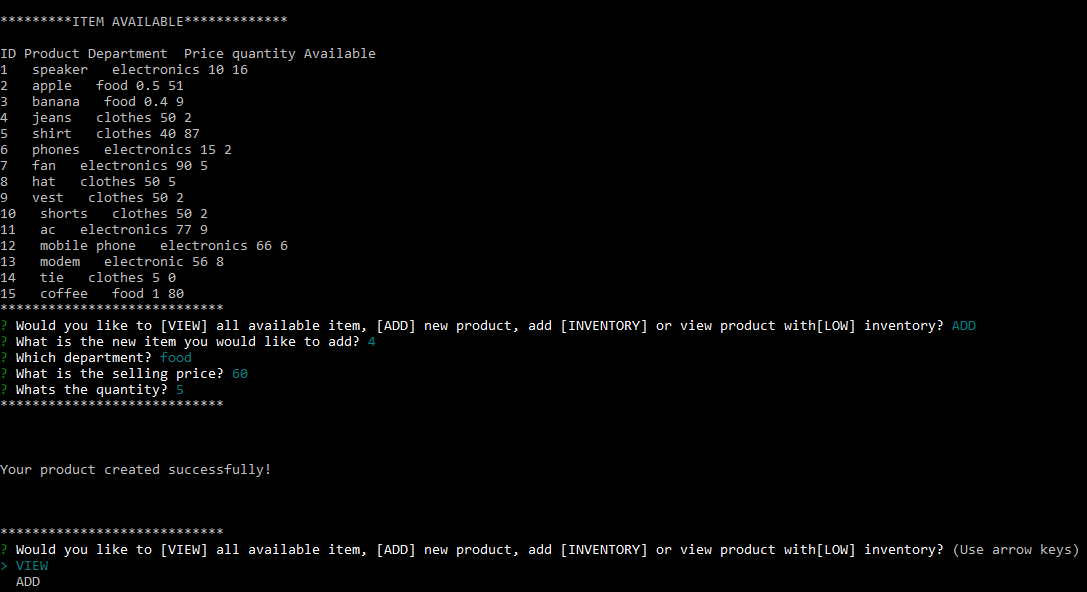 *********ITEM AVAILABLE*************
ID Product Department  Price quantity Available
1   speaker   electronics 10 16
2   apple   food 0.5 51
3   banana   food 0.4 9
4   jeans   clothes 50 2
5   shirt   clothes 40 87
6   phones   electronics 15 2
7   fan   electronics 90 5
8   hat   clothes 50 5
9   vest   clothes 50 2
10   shorts   clothes 50 2
11   ac   electronics 77 9
12   mobile phone   electronics 66 6
13   modem   electronic 56 8
14   tie   clothes 5 0
15   coffee   food 1 80
****************************
? Would you like to [VIEW] all available item, [ADD] new product, add [INVENTORY] or view product with[LOW] inventory? ADD
? What is the new item you would like to add? 4
? Which department? food
? What is the selling price? 60
? Whats the quantity? 5
****************************
Your product created successfully!
****************************
? Would you like to [VIEW] all available item, [ADD] new product, add [INVENTORY] or view product with[LOW] inventory? (Use arrow keys)
> VIEW
  ADD